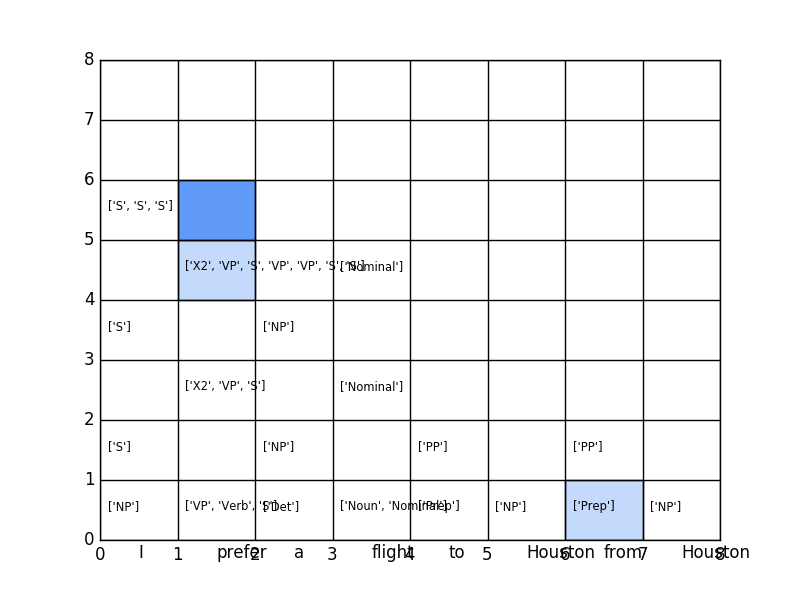 8
7
6
['S', 'S', 'S']
5
['X2', 'VP', 'S', 'VP', 'VP', 'S', 'S'] ['Nominal']
4
['S'] ['NP']
3
['X2', 'VP', 'S'] ['Nominal']
2
['S'] ['NP'] ['PP'] ['PP']
1
['NP'] ['VP', 'Verb', 'S'] ['Det'] ['Noun', 'Nominal'] ['Prep'] ['NP'] ['Prep'] ['NP']
0
0 1 2 3 4 5 6 7 8
I prefer a flight to Houston from Houston